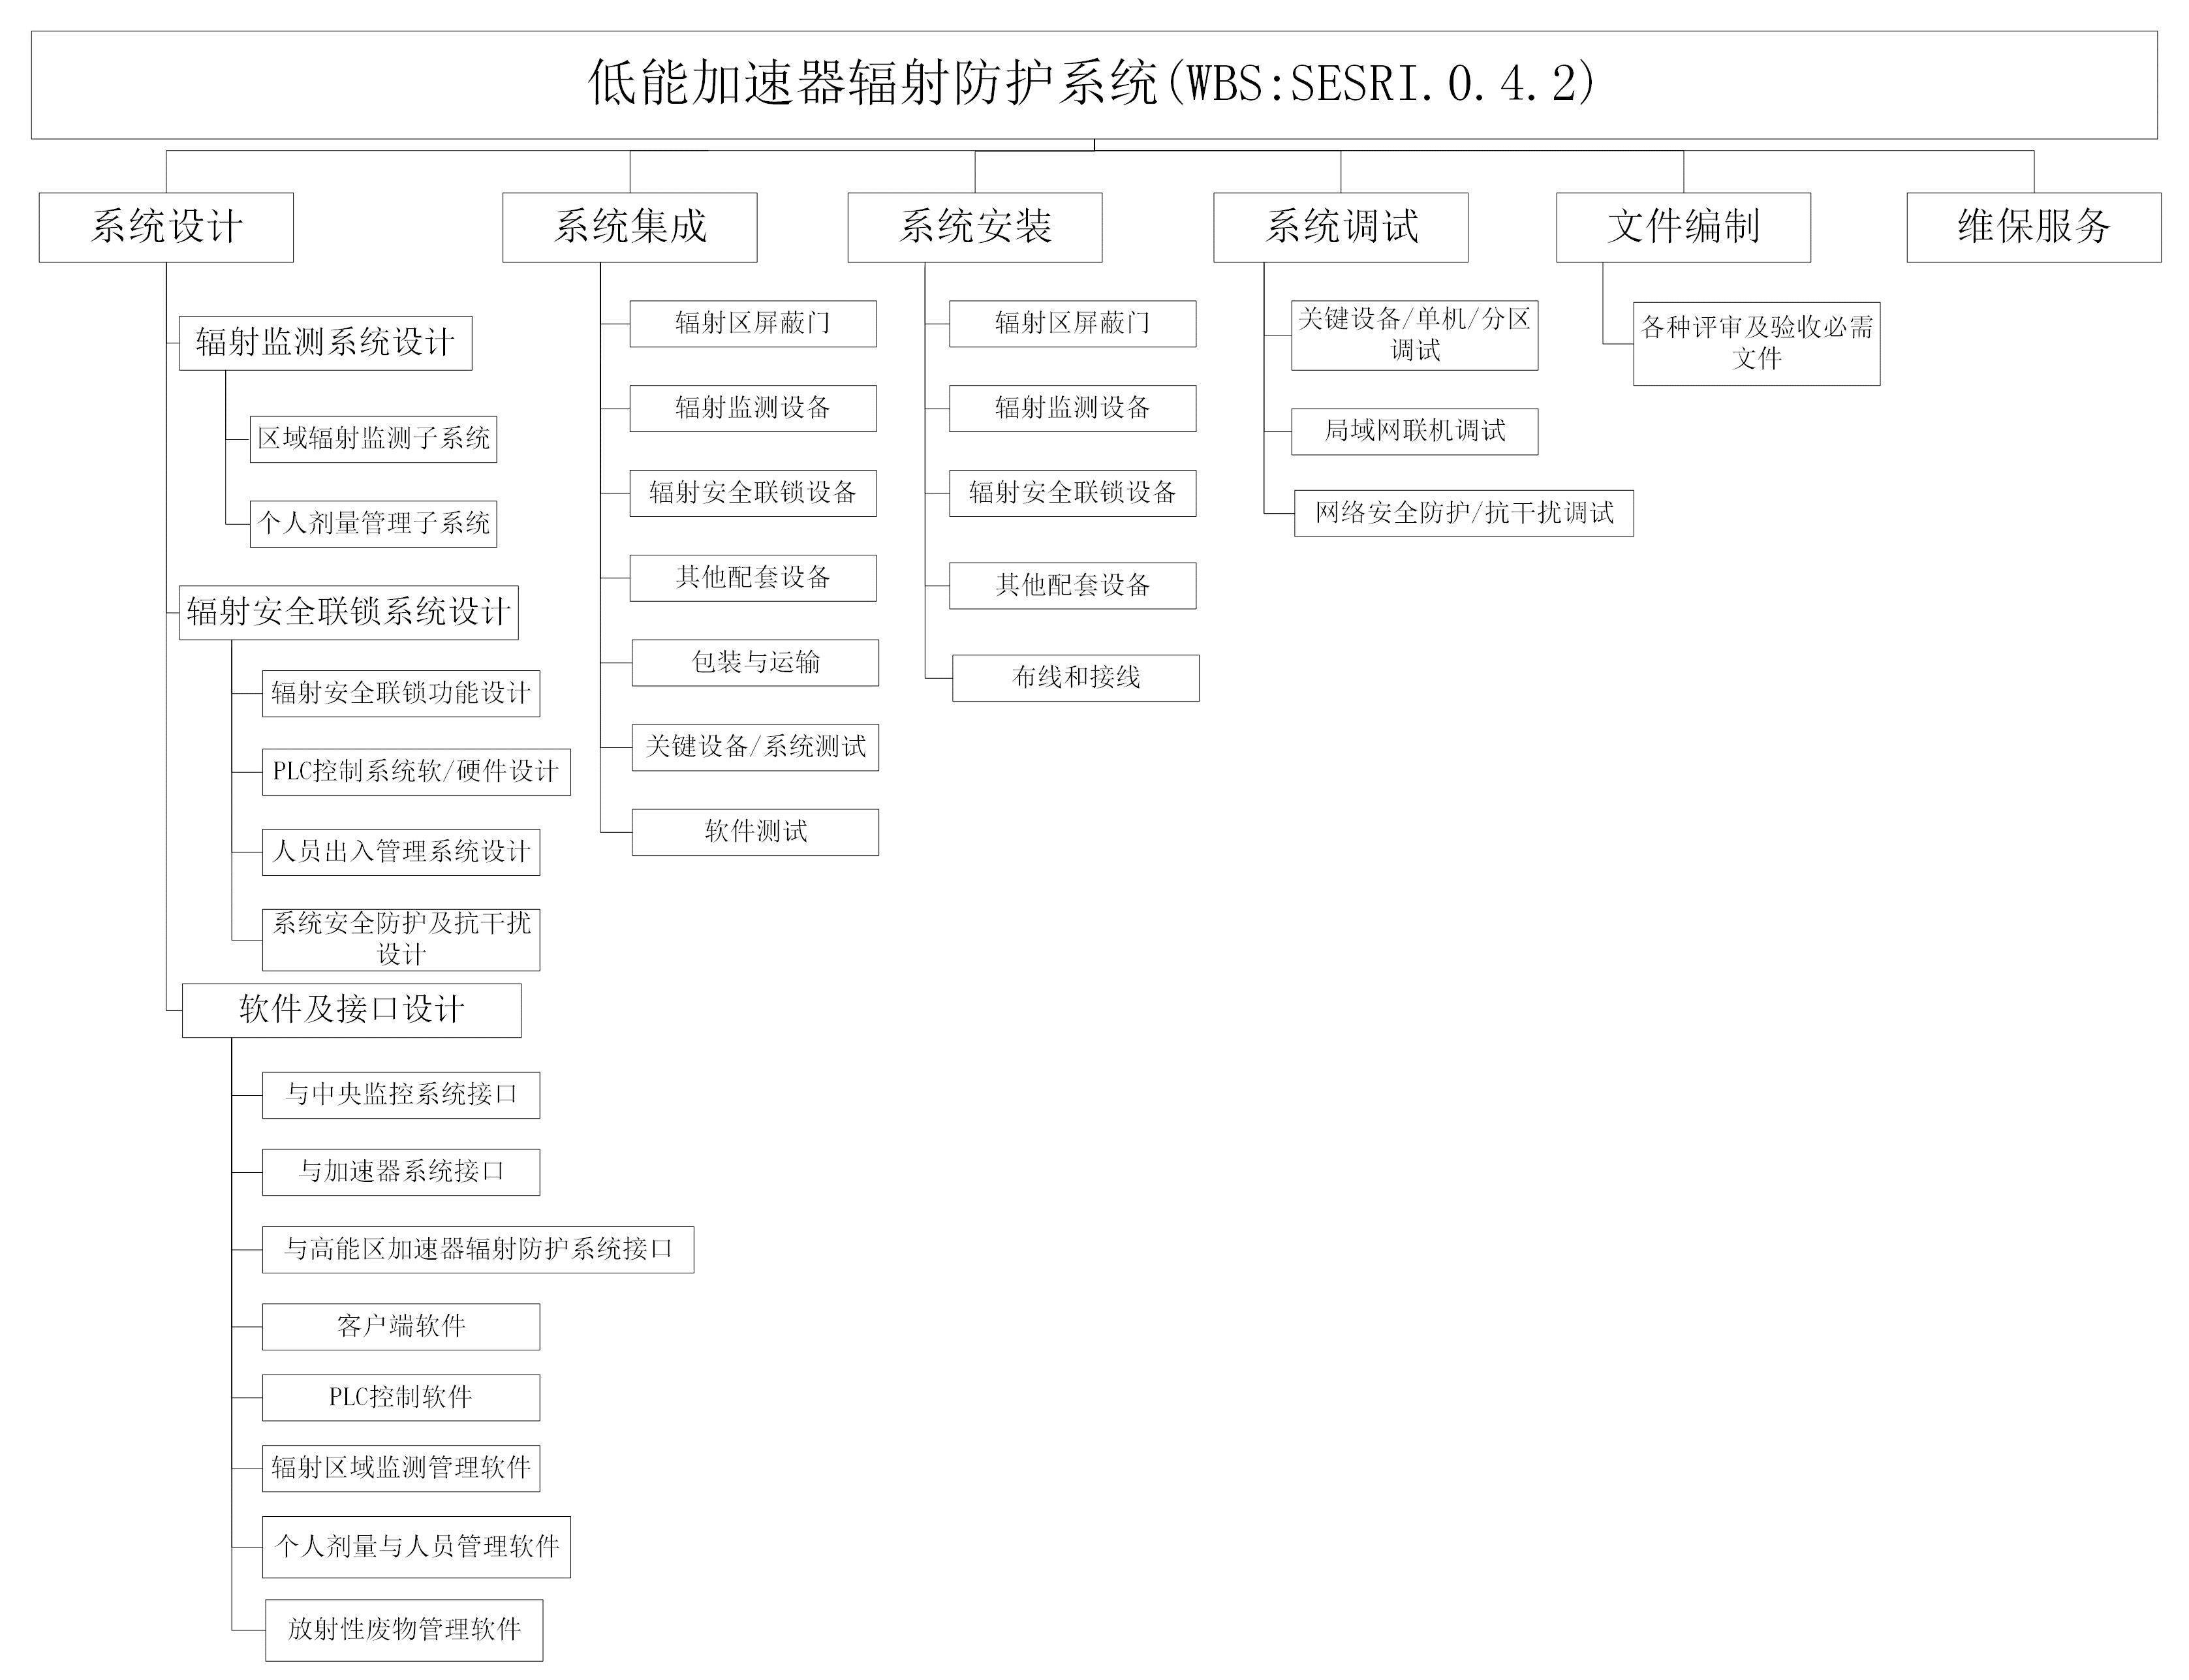 低能加速器辐射防护系统(WBS:SESRI.0.4.2)
系统设计
辐射监测系统设计
区域辐射监测子系统
个人剂量管理子系统
辐射安全联锁系统设计
辐射安全联锁功能设计
PLC控制系统软/硬件设计
人员出入管理系统设计
系统安全防护及抗干扰
设计
软件及接口设计
与中央监控系统接口
与加速器系统接口
与高能区加速器辐射防护系统接口
客户端软件
PLC控制软件
辐射区域监测管理软件
个人剂量与人员管理软件
放射性废物管理软件
系统集成
辐射区屏蔽门
辐射监测设备
辐射安全联锁设备
其他配套设备
包装与运输
关键设备/系统测试
软件测试
系统安装
辐射区屏蔽门
辐射监测设备
辐射安全联锁设备
其他配套设备
布线和接线
系统调试
关键设备/单机/分区
调试
局域网联机调试
网络安全防护/抗干扰调试
文件编制
各种评审及验收必需
文件
维保服务